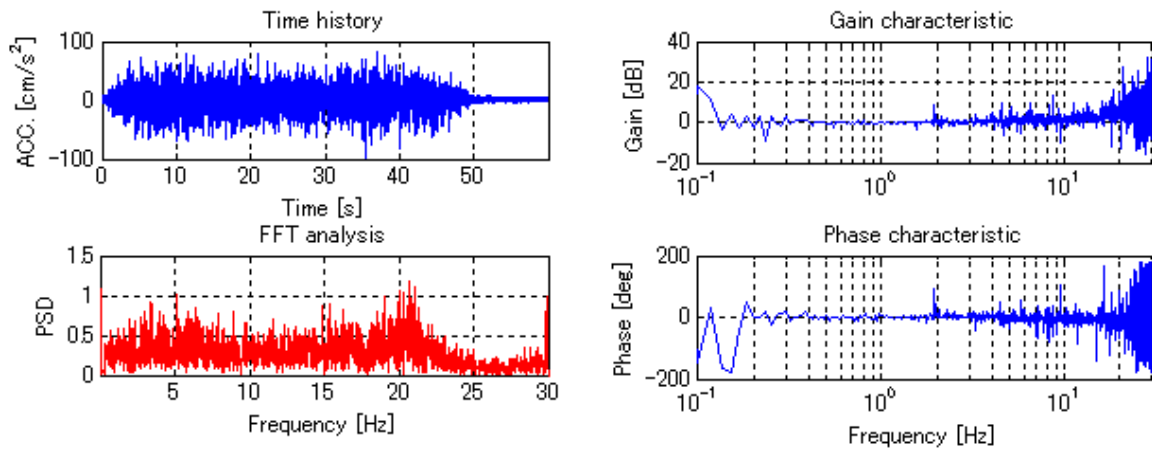 Time history
100
0
-100
ACC. [cm/s²]
0 10 20 30 40 50
Time [s]
FFT analysis
1.5
1
0.5
0
PSD
5 10 15 20 25 30
Frequency [Hz]
Gain characteristic
40
20
0
-20
Gain [dB]
10⁻¹ 10⁰ 10¹
Phase characteristic
200
0
-200
Phase [deg]
10⁻¹ 10⁰ 10¹
Frequency [Hz]